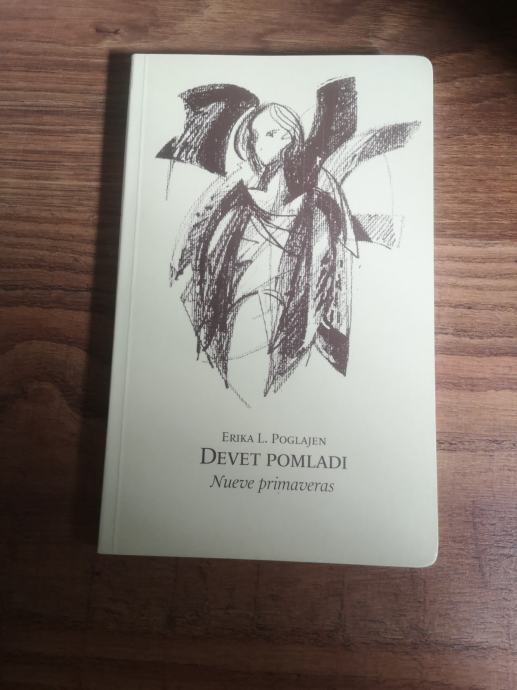 Erika L. Poglajen
Devet pomladi
Nueve primaveras